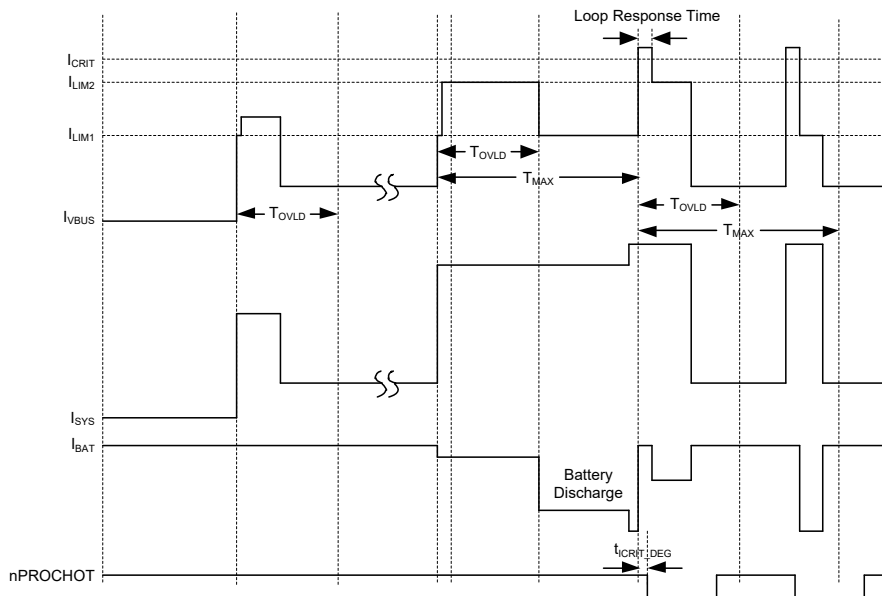 Loop Response Time
ICRIT
ILIM2
ILIM1
TOVLD
TMAX
TOVLD
TOVLD
IVBUS
TMAX
ISYS
IBAT
Battery
Discharge
tICRIT_DEG
nPROCHOT